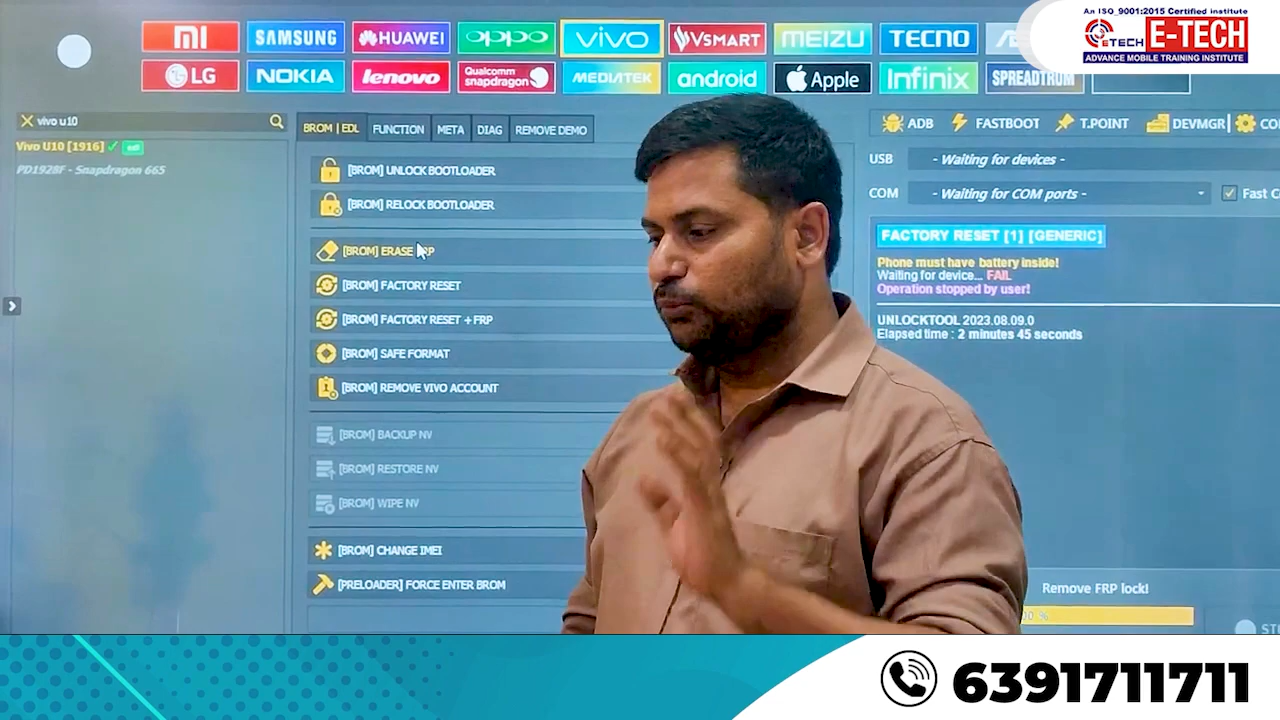 An ISO_9001:2015 Certified institute
ETECH E-TECH
ADVANCE MOBILE TRAINING INSTITUTE
mi SAMSUNG HUAWEI oppo vivo VSMART MEIZU TECNO
LG NOKIA lenovo Qualcomm snapdragon MEDIATEK android Apple Infinix SPREADTRUM
vivo u10
Vivo U10 [1916] edl
PD1928F - Snapdragon 665
BROM | EDL FUNCTION META DIAG REMOVE DEMO
[BROM] UNLOCK BOOTLOADER
[BROM] RELOCK BOOTLOADER
[BROM] ERASE FRP
[BROM] FACTORY RESET
[BROM] FACTORY RESET + FRP
[BROM] SAFE FORMAT
[BROM] REMOVE VIVO ACCOUNT
[BROM] BACKUP NV
[BROM] RESTORE NV
[BROM] WIPE NV
[BROM] CHANGE IMEI
[PRELOADER] FORCE ENTER BROM
ADB FASTBOOT T.POINT DEVMGR
USB - Waiting for devices -
COM - Waiting for COM ports - Fast
FACTORY RESET [1] [GENERIC]
Phone must have battery inside!
Waiting for device... FAIL
Operation stopped by user!
UNLOCKTOOL 2023.08.09.0
Elapsed time : 2 minutes 45 seconds
Remove FRP lock!
6391711711